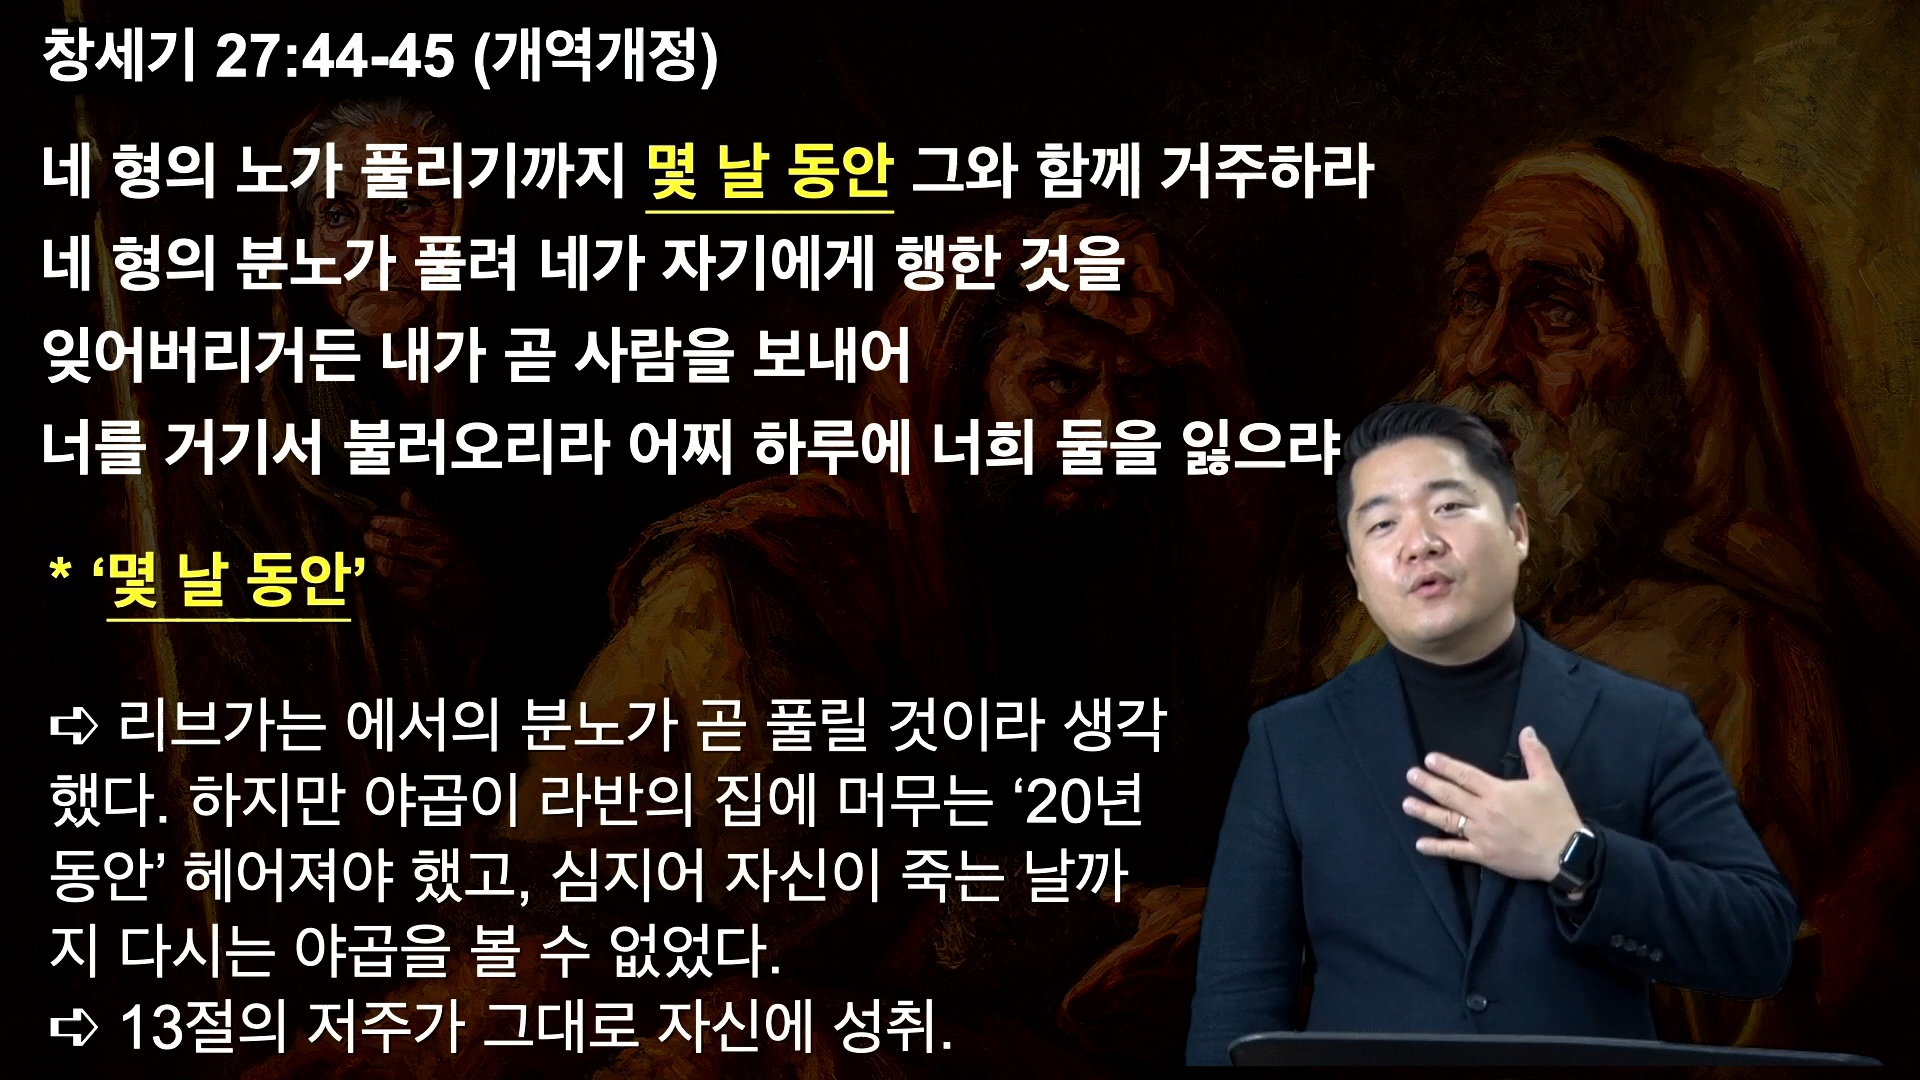 창세기 27:44-45 (개역개정)
네 형의 노가 풀리기까지 몇 날 동안 그와 함께 거주하라
네 형의 분노가 풀려 네가 자기에게 행한 것을
잊어버리거든 내가 곧 사람을 보내어
너를 거기서 불러오리라 어찌 하루에 너희 둘을 잃으랴
* ‘몇 날 동안’
➪ 리브가는 에서의 분노가 곧 풀릴 것이라 생각
했다. 하지만 야곱이 라반의 집에 머무는 ‘20년
동안’ 헤어져야 했고, 심지어 자신이 죽는 날까
지 다시는 야곱을 볼 수 없었다.
➪ 13절의 저주가 그대로 자신에 성취.